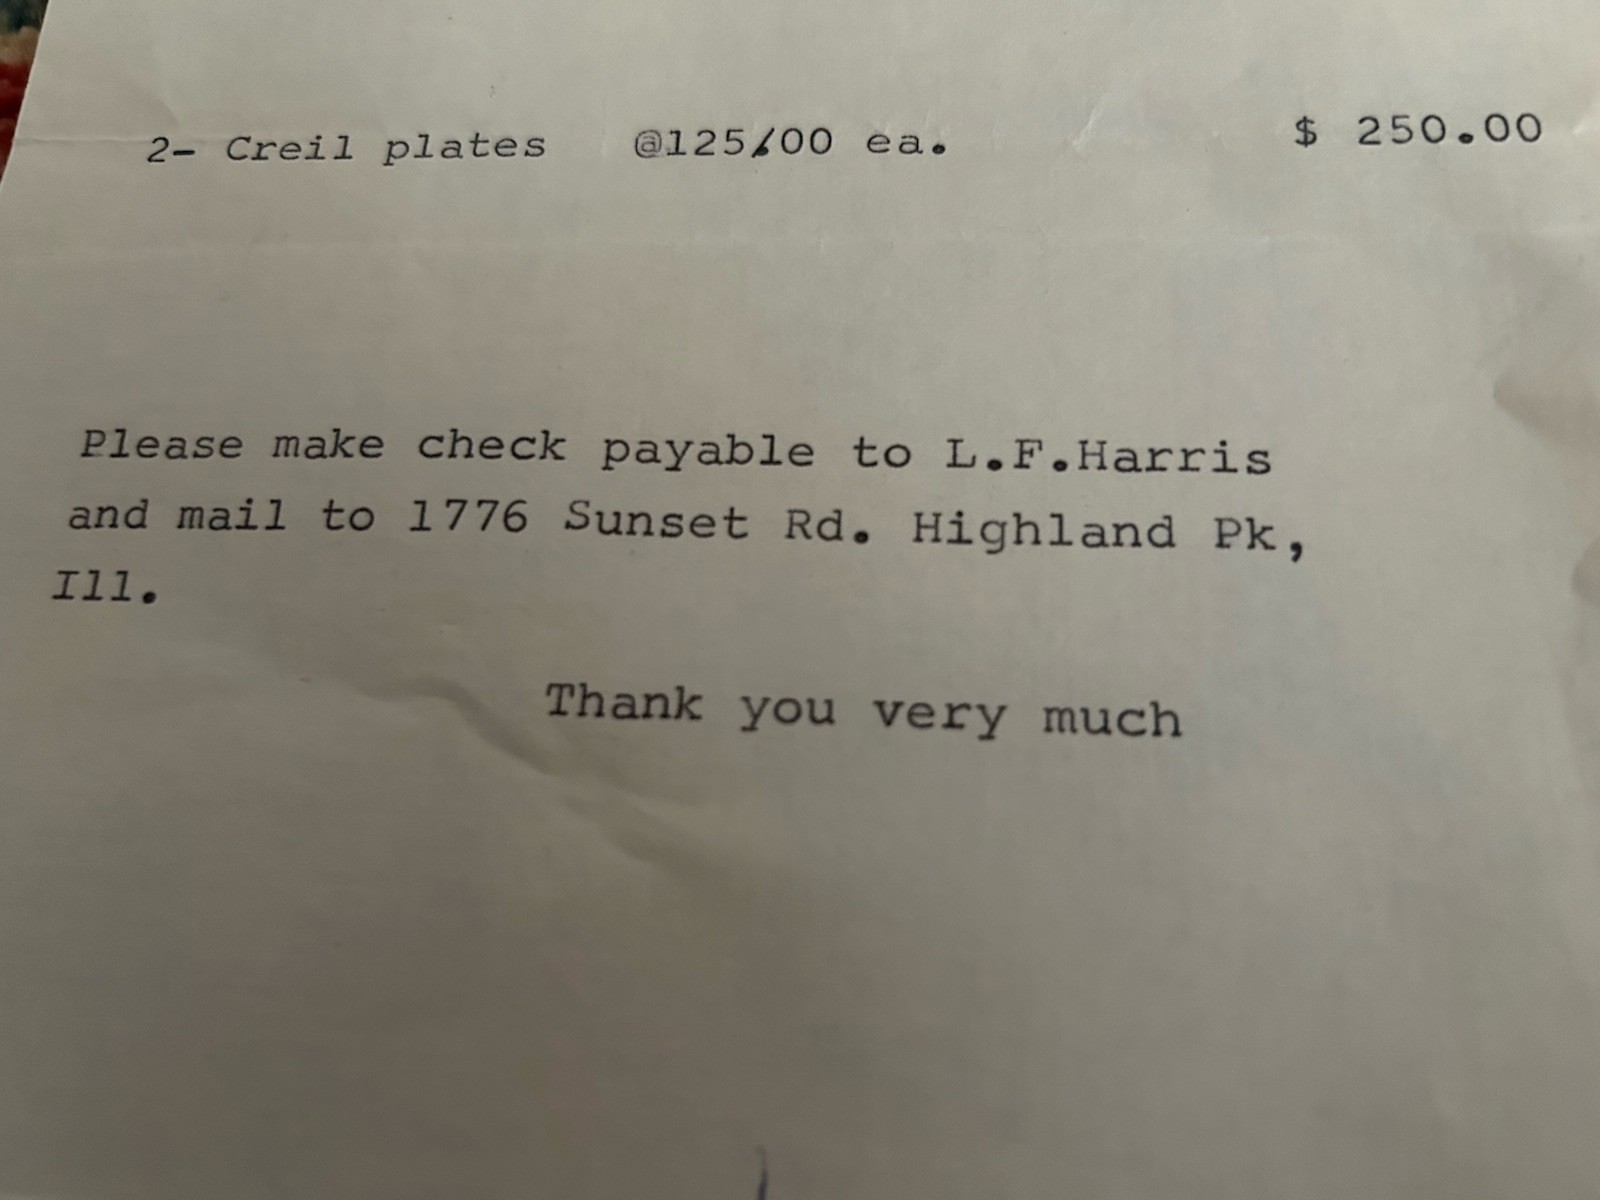 2- Creil plates @125/00 ea. $ 250.00
Please make check payable to L.F.Harris
and mail to 1776 Sunset Rd. Highland Pk,
Ill.
Thank you very much